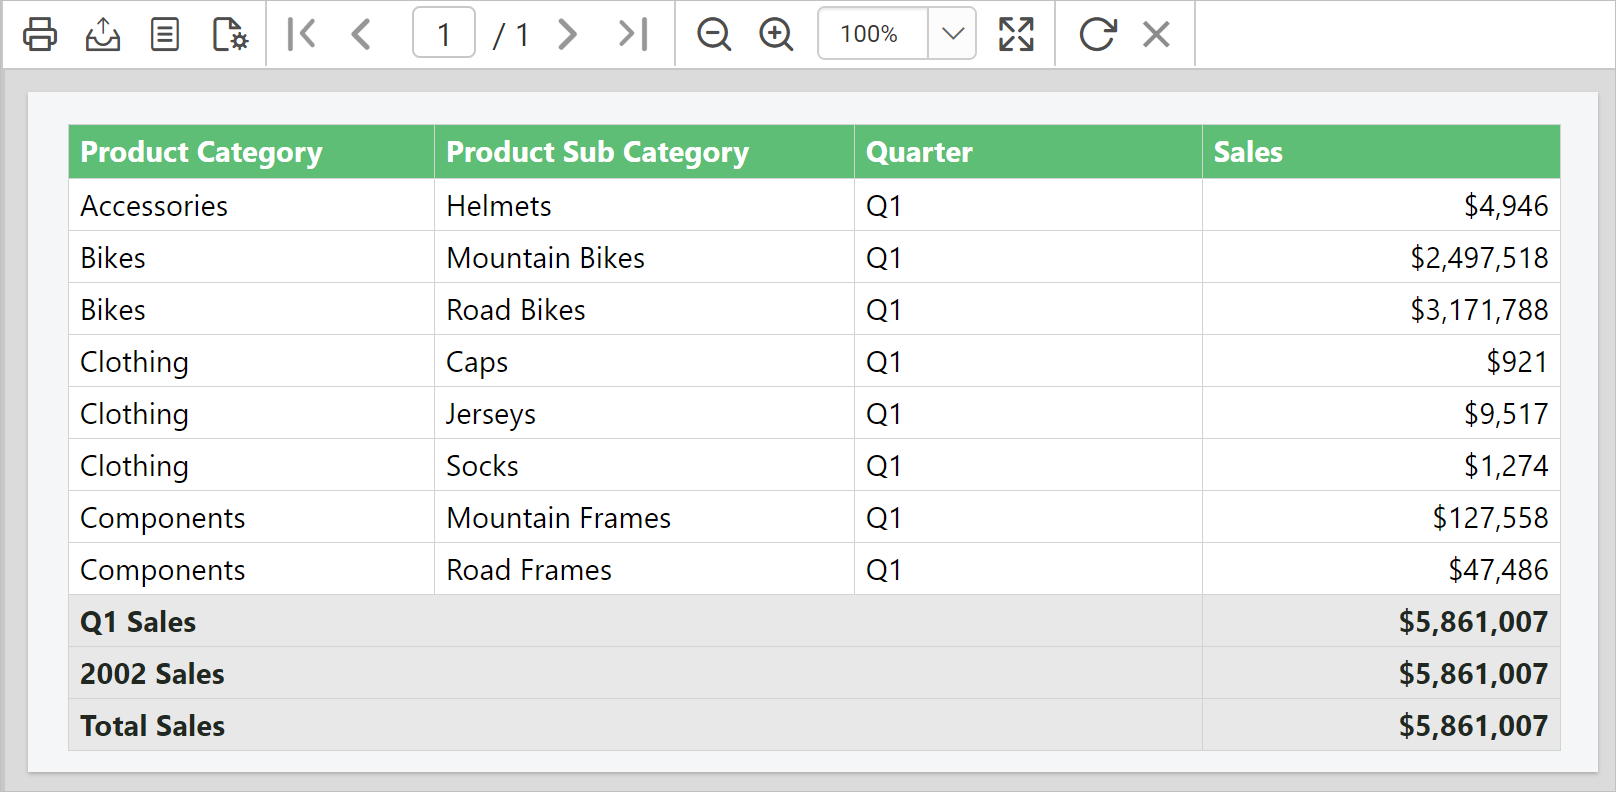 1 / 1 100%
Product Category Product Sub Category Quarter Sales
Accessories Helmets Q1 $4,946
Bikes Mountain Bikes Q1 $2,497,518
Bikes Road Bikes Q1 $3,171,788
Clothing Caps Q1 $921
Clothing Jerseys Q1 $9,517
Clothing Socks Q1 $1,274
Components Mountain Frames Q1 $127,558
Components Road Frames Q1 $47,486
Q1 Sales $5,861,007
2002 Sales $5,861,007
Total Sales $5,861,007